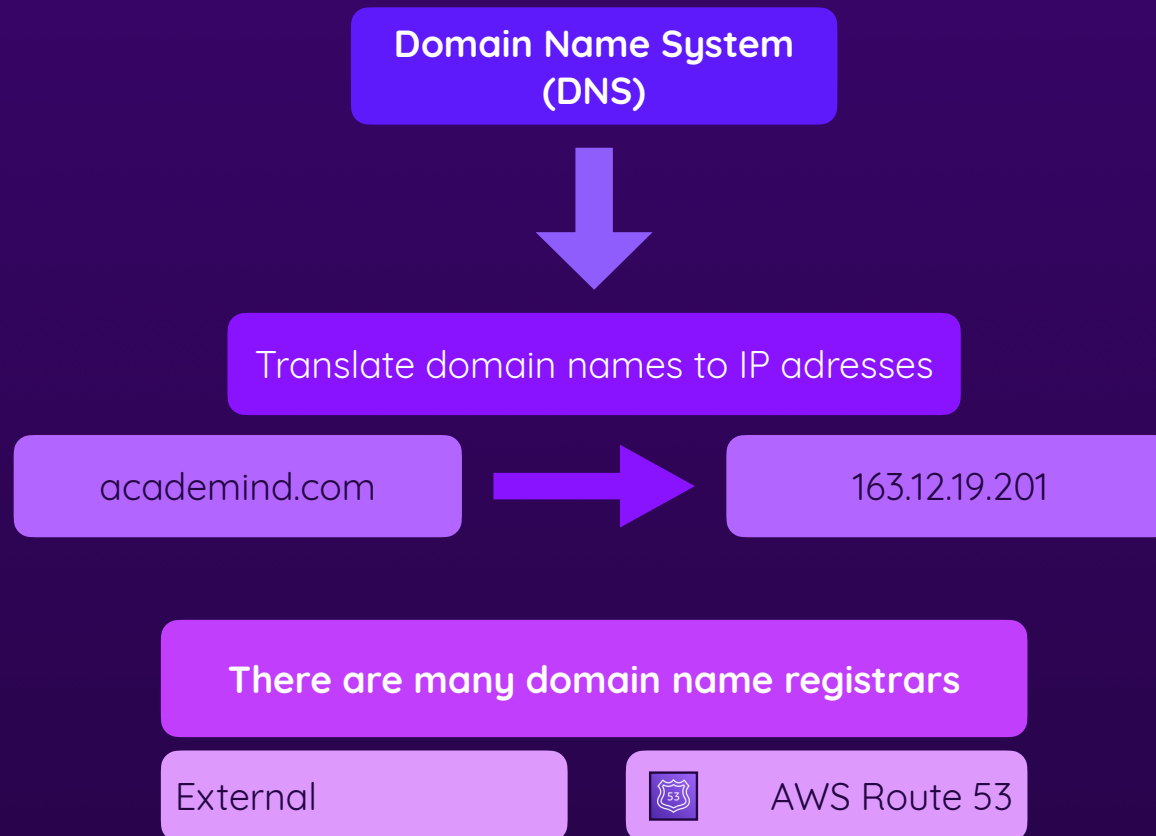 Domain Name System
(DNS)
Translate domain names to IP adresses
academind.com
163.12.19.201
There are many domain name registrars
External
53
AWS Route 53